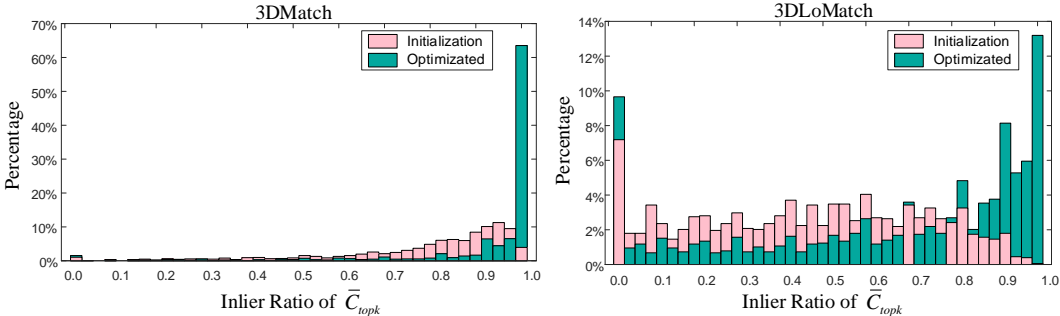 3DMatch
70%
60%
50%
40%
30%
20%
10%
0%
Percentage
Initialization
Optimizated
0.0 0.1 0.2 0.3 0.4 0.5 0.6 0.7 0.8 0.9 1.0
Inlier Ratio of C̅topk
3DLoMatch
14%
12%
10%
8%
6%
4%
2%
0%
Percentage
Initialization
Optimizated
0.0 0.1 0.2 0.3 0.4 0.5 0.6 0.7 0.8 0.9 1.0
Inlier Ratio of C̅topk